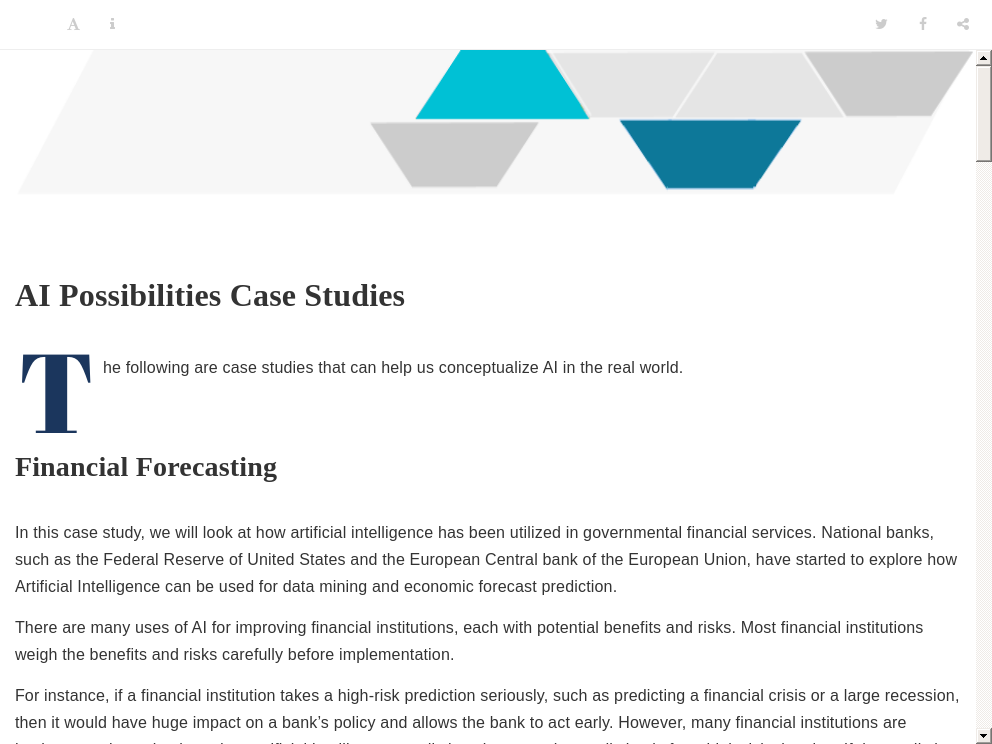 AI Possibilities Case Studies
The following are case studies that can help us conceptualize AI in the real world.
Financial Forecasting
In this case study, we will look at how artificial intelligence has been utilized in governmental financial services. National banks,
such as the Federal Reserve of United States and the European Central bank of the European Union, have started to explore how
Artificial Intelligence can be used for data mining and economic forecast prediction.
There are many uses of AI for improving financial institutions, each with potential benefits and risks. Most financial institutions
weigh the benefits and risks carefully before implementation.
For instance, if a financial institution takes a high-risk prediction seriously, such as predicting a financial crisis or a large recession,
then it would have huge impact on a bank’s policy and allows the bank to act early. However, many financial institutions are